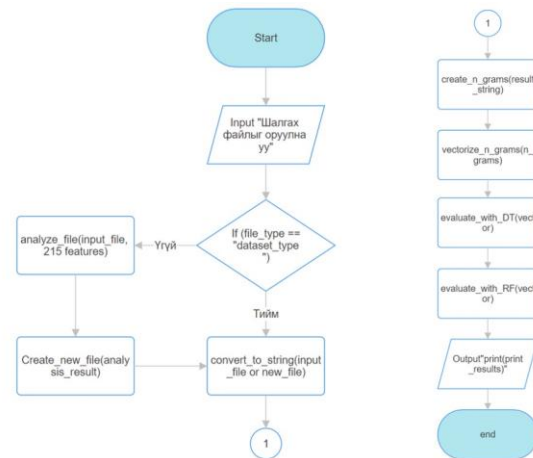 Start
Input "Шалгах
файлыг оруулна
уу"
If (file_type ==
"dataset_type
")
Үгүй
analyze_file(input_file,
215 features)
Create_new_file(analy
sis_result)
Тийм
convert_to_string(input
_file or new_file)
1
1
create_n_grams(result
_string)
vectorize_n_grams(n_
grams)
evaluate_with_DT(vect
or)
evaluate_with_RF(vect
or)
Output"print(print
_results)"
end